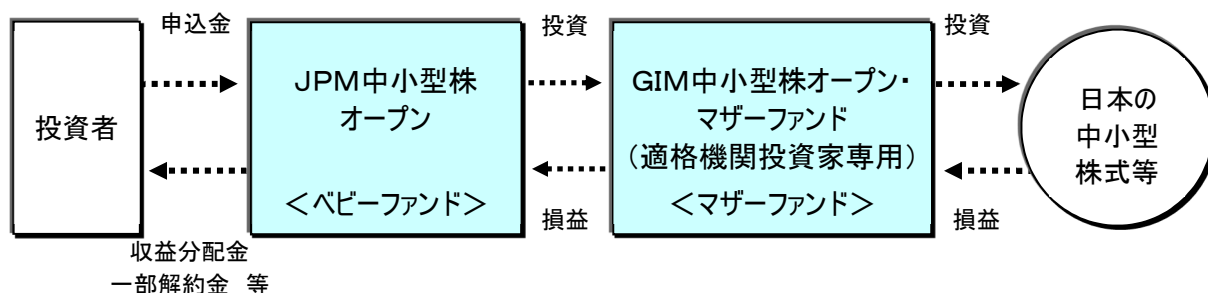 申込金
投資
投資
投資者
JPM中小型株
オープン
＜ベビーファンド＞
GIM中小型株オープン・
マザーファンド
（適格機関投資家専用）
＜マザーファンド＞
日本の
中小型
株式等
損益
損益
収益分配金
一部解約金　等